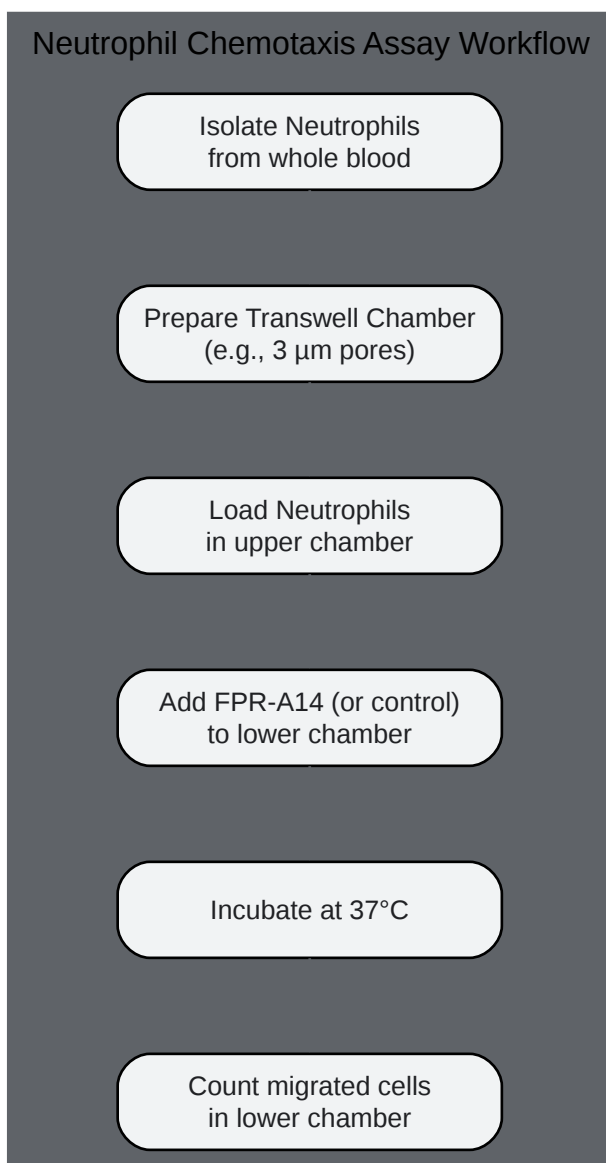 Neutrophil Chemotaxis Assay Workflow
Isolate Neutrophils
from whole blood
Prepare Transwell Chamber
(e.g., 3 µm pores)
Load Neutrophils
in upper chamber
Add FPR-A14 (or control)
to lower chamber
Incubate at 37°C
Count migrated cells
in lower chamber